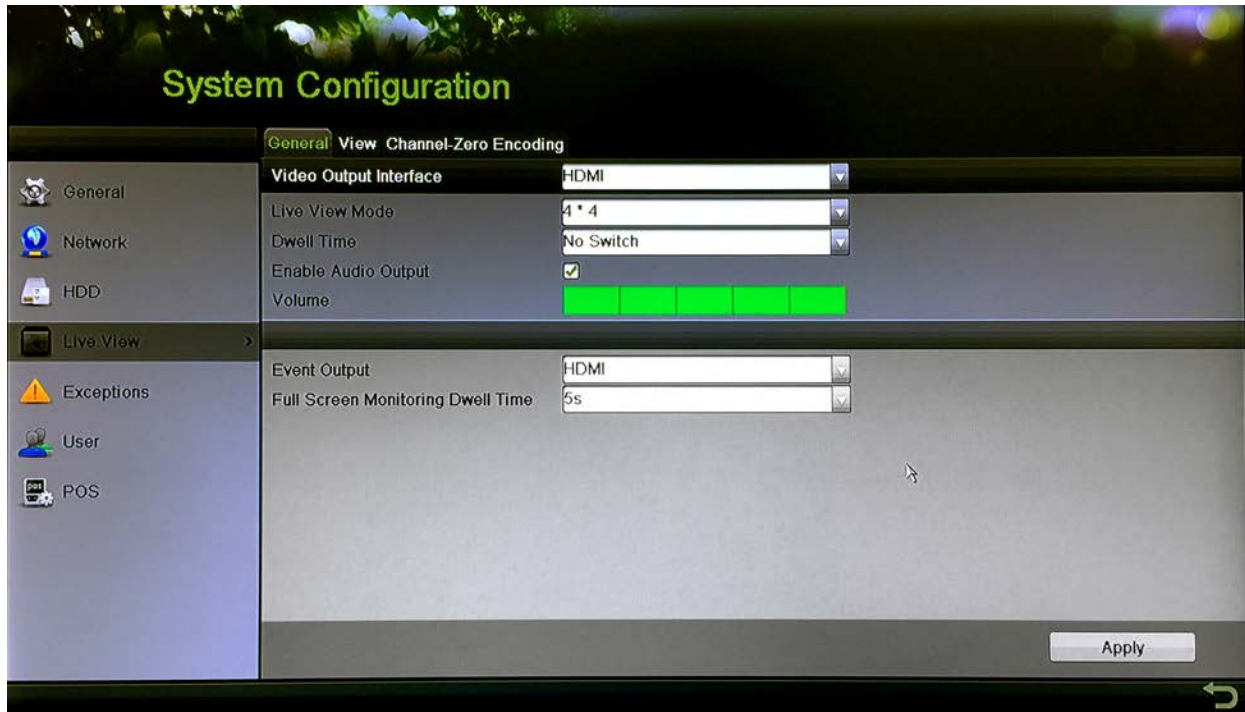 System Configuration
General View Channel-Zero Encoding
Video Output Interface HDMI
Live View Mode 4 * 4
Dwell Time No Switch
Enable Audio Output
Volume
Event Output HDMI
Full Screen Monitoring Dwell Time 5s
General
Network
HDD
Live View
Exceptions
User
POS
Apply